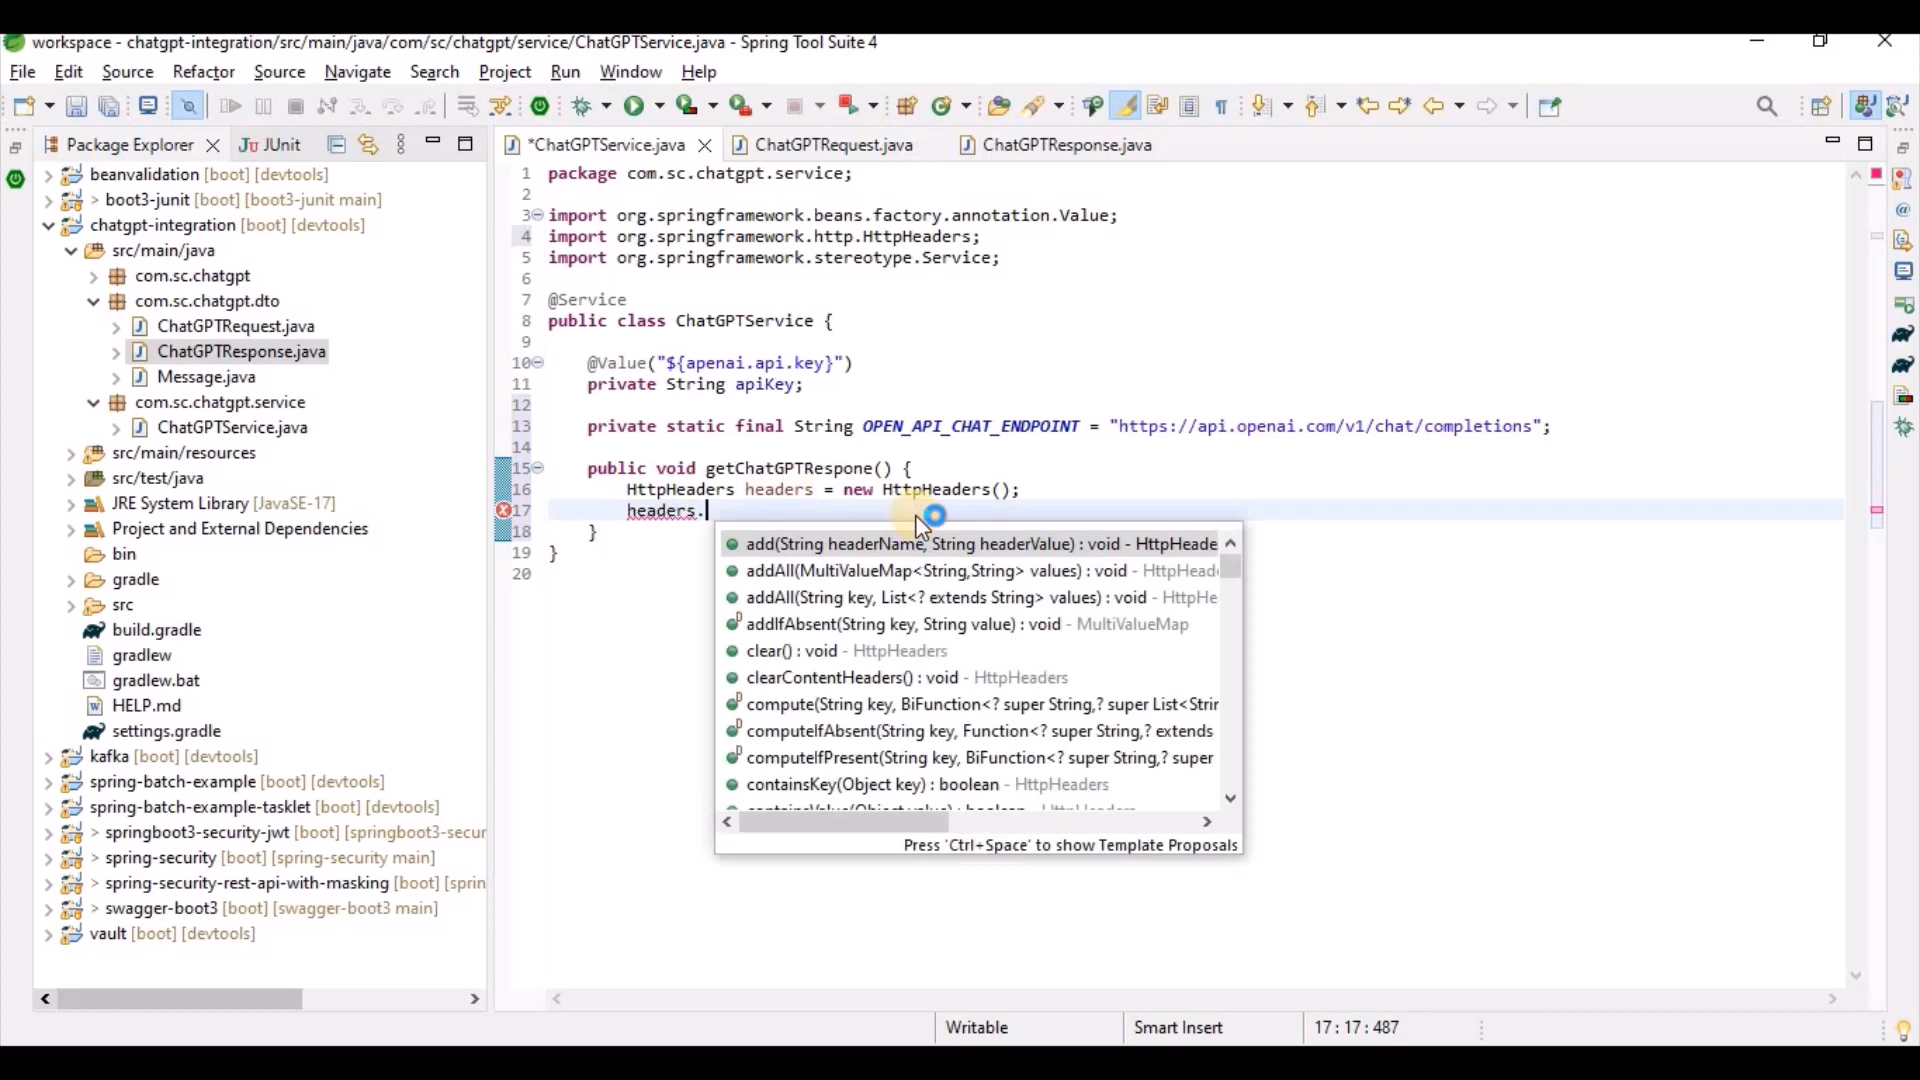 workspace - chatgpt-integration/src/main/java/com/sc/chatgpt/service/ChatGPTService.java - Spring Tool Suite 4
File Edit Source Refactor Source Navigate Search Project Run Window Help
Package Explorer JUnit
*ChatGPTService.java ChatGPTRequest.java ChatGPTResponse.java
beanvalidation [boot] [devtools]
> boot3-junit [boot] [boot3-junit main]
chatgpt-integration [boot] [devtools]
src/main/java
com.sc.chatgpt
com.sc.chatgpt.dto
ChatGPTRequest.java
ChatGPTResponse.java
Message.java
com.sc.chatgpt.service
ChatGPTService.java
src/main/resources
src/test/java
JRE System Library [JavaSE-17]
Project and External Dependencies
bin
gradle
src
build.gradle
gradlew
gradlew.bat
HELP.md
settings.gradle
kafka [boot] [devtools]
spring-batch-example [boot] [devtools]
spring-batch-example-tasklet [boot] [devtools]
> springboot3-security-jwt [boot] [springboot3-secur
spring-security [boot] [spring-security main]
> spring-security-rest-api-with-masking [boot] [sprin
> swagger-boot3 [boot] [swagger-boot3 main]
vault [boot] [devtools]
1 package com.sc.chatgpt.service;
2
3 import org.springframework.beans.factory.annotation.Value;
4 import org.springframework.http.HttpHeaders;
5 import org.springframework.stereotype.Service;
6
7 @Service
8 public class ChatGPTService {
9
10 @Value("${apenai.api.key}")
11 private String apiKey;
12
13 private static final String OPEN_API_CHAT_ENDPOINT = "https://api.openai.com/v1/chat/completions";
14
15 public void getChatGPTRespone() {
16 HttpHeaders headers = new HttpHeaders();
17 headers.
18 }
19 }
20
add(String headerName, String headerValue) : void - HttpHeade
addAll(MultiValueMap<String,String> values) : void - HttpHead
addAll(String key, List<? extends String> values) : void - HttpHe
addIfAbsent(String key, String value) : void - MultiValueMap
clear() : void - HttpHeaders
clearContentHeaders() : void - HttpHeaders
compute(String key, BiFunction<? super String,? super List<Strir
computeIfAbsent(String key, Function<? super String,? extends
computeIfPresent(String key, BiFunction<? super String,? super
containsKey(Object key) : boolean - HttpHeaders
containsValue(Object value) : boolean - HttpHeaders
Press 'Ctrl+Space' to show Template Proposals
Writable Smart Insert 17 : 17 : 487